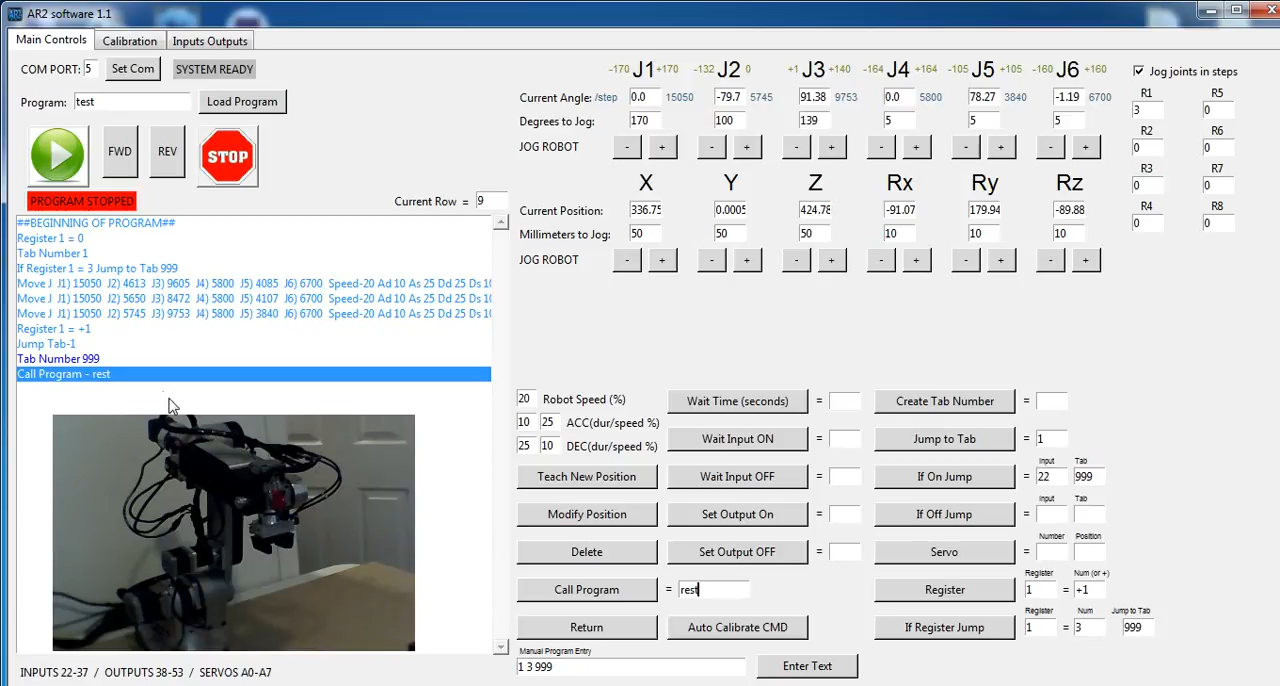 AR2 software 1.1
Main Controls Calibration Inputs Outputs
COM PORT: 5 Set Com SYSTEM READY
Program: test Load Program
FWD REV STOP
PROGRAM STOPPED
Current Row = 9
##BEGINNING OF PROGRAM##
Register 1 = 0
Tab Number 1
If Register 1 = 3 Jump to Tab 999
Move J J1) 15050 J2) 4613 J3) 9605 J4) 5800 J5) 4085 J6) 6700 Speed-20 Ad 10 As 25 Dd 25 Ds 10
Move J J1) 15050 J2) 5650 J3) 8472 J4) 5800 J5) 4107 J6) 6700 Speed-20 Ad 10 As 25 Dd 25 Ds 10
Move J J1) 15050 J2) 5745 J3) 9753 J4) 5800 J5) 3840 J6) 6700 Speed-20 Ad 10 As 25 Dd 25 Ds 10
Register 1 = +1
Jump Tab-1
Tab Number 999
Call Program - rest
INPUTS 22-37 / OUTPUTS 38-53 / SERVOS A0-A7
-170 J1 +170 -132 J2 0 +1 J3 +140 -164 J4 +164 -105 J5 +105 -160 J6 +160
Current Angle: /step 0.0 15050 -79.7 5745 91.38 9753 0.0 5800 78.27 3840 -1.19 6700
Degrees to Jog: 170 100 139 5 5 5
JOG ROBOT - + - + - + - + - + - +
X Y Z Rx Ry Rz
Current Position: 336.75 0.0005 424.78 -91.07 179.94 -89.88
Millimeters to Jog: 50 50 50 10 10 10
JOG ROBOT - + - + - + - + - + - +
Jog joints in steps
R1 R5
3 0
R2 R6
0 0
R3 R7
0 0
R4 R8
0 0
20 Robot Speed (%) Wait Time (seconds) = Create Tab Number =
10 25 ACC(dur/speed %) Wait Input ON = Jump to Tab = 1
25 10 DEC(dur/speed %)
Input Tab
Teach New Position Wait Input OFF = If On Jump = 22 999
Input Tab
Modify Position Set Output On = If Off Jump =
Number Position
Delete Set Output OFF = Servo =
Register Num (or +)
Call Program = rest Register 1 = +1
Register Num Jump to Tab
Return Auto Calibrate CMD If Register Jump 1 = 3 999
Manual Program Entry
1 3 999 Enter Text